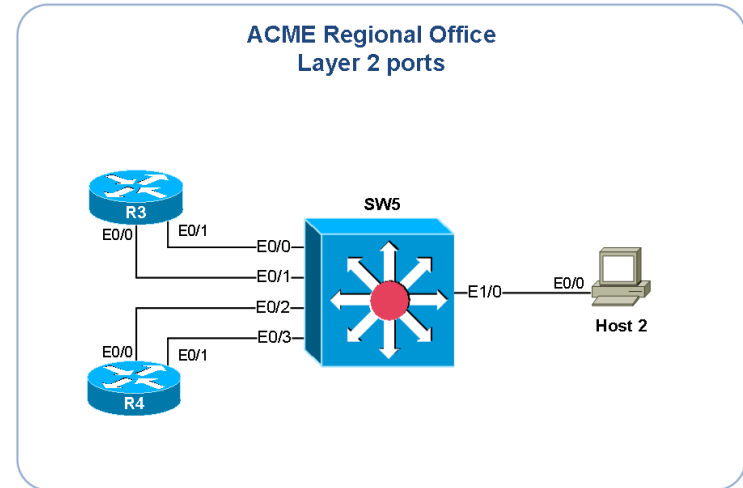 ACME Regional Office
Layer 2 ports
SW5
R3
E0/0
E0/1
E0/0
E0/1
E0/2
E0/3
E1/0
E0/0
Host 2
E0/0
E0/1
R4